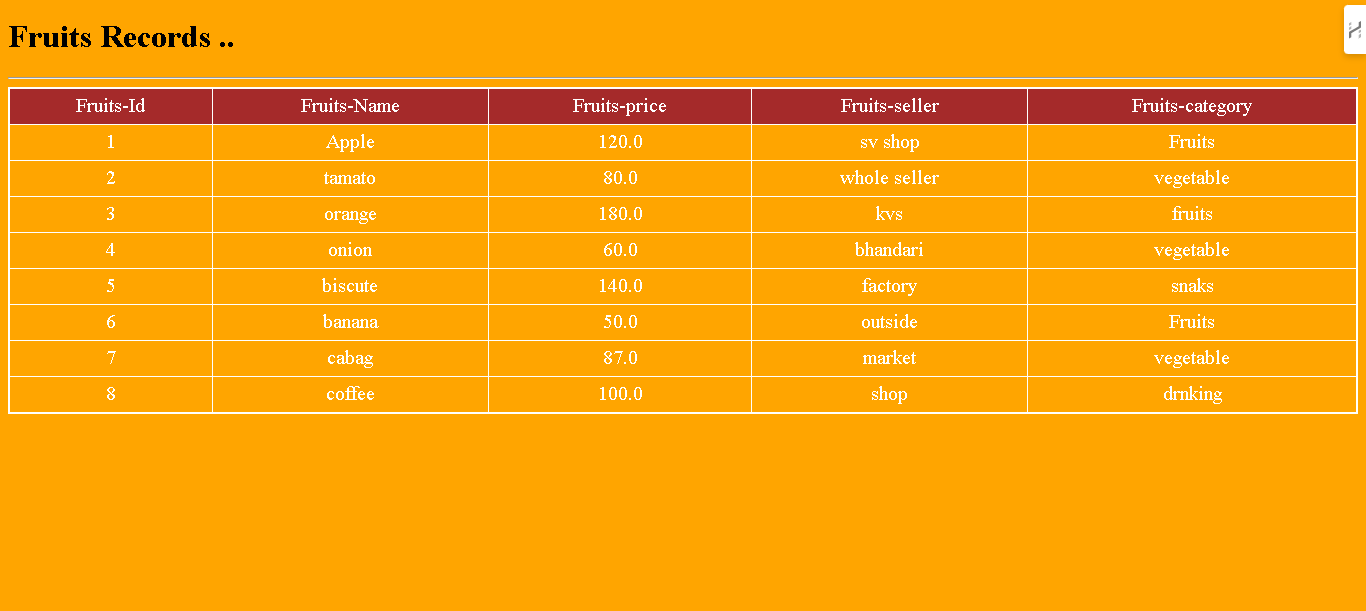 Fruits Records ..
Fruits-Id Fruits-Name Fruits-price Fruits-seller Fruits-category
1 Apple 120.0 sv shop Fruits
2 tamato 80.0 whole seller vegetable
3 orange 180.0 kvs fruits
4 onion 60.0 bhandari vegetable
5 biscute 140.0 factory snaks
6 banana 50.0 outside Fruits
7 cabag 87.0 market vegetable
8 coffee 100.0 shop drnking